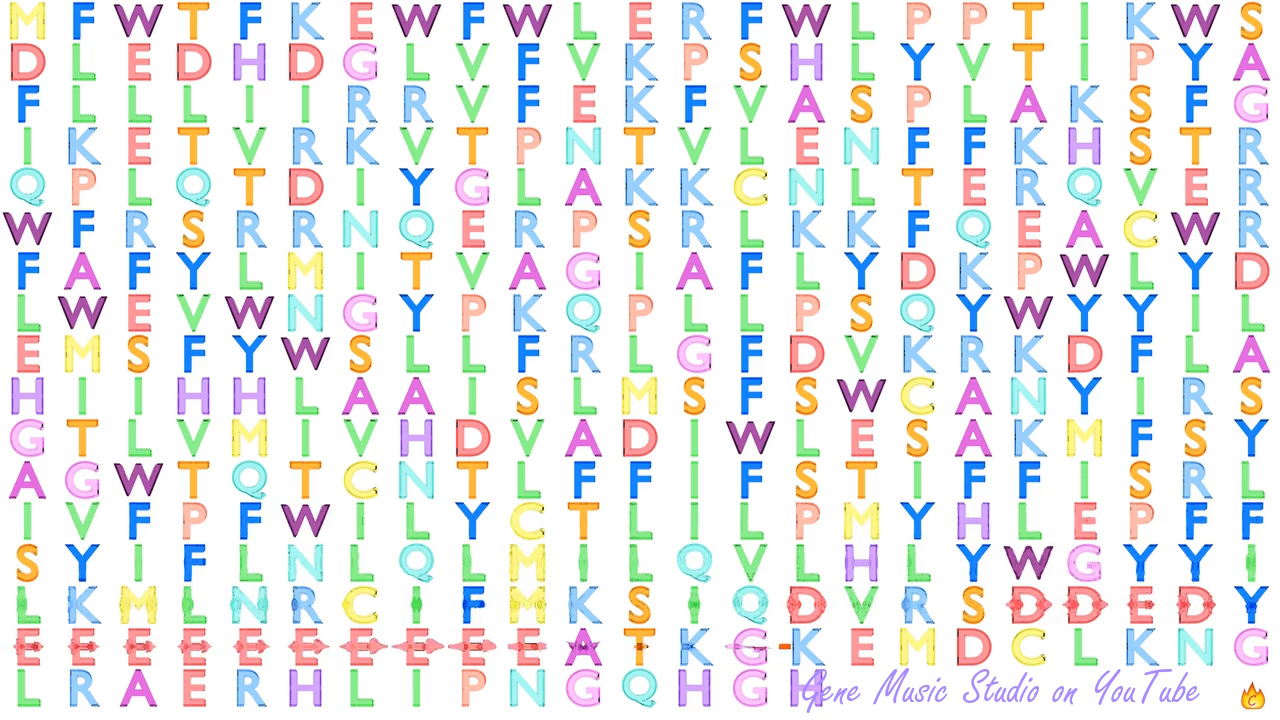 M F W T F K E W F W L E R F W L P P T I K W S
D L E D H D G L V F V K P S H L Y V T I P Y A
F L L L I I R R V F E K F V A S P L A K S F G
I K E T V R K V T P N T V L E N F F K H S T R
Q P L Q T D I Y G L A K K C N L T E R Q V E R
W F R S R R N Q E R P S R L K K F Q E A C W R
F A F Y L M I T V A G I A F L Y D K P W L Y D
L W E V W N G Y P K Q P L L P S Q Y W Y Y I L
E M S F Y W S L L F R L G F D V K R K D F L A
H I I H H L A A I S L M S F S W C A N Y I R S
G T L V M I V H D V A D I W L E S A K M F S Y
A G W T Q T C N T L F F I F S T I F F I S R L
I V F P F W I L Y C T L I L P M Y H L E P F F
S Y I F L N L Q L M I L Q V L H L Y W G Y Y I
L K M L N R C I F M K S I Q D V R S D D E D Y
E E E E E E E E E E A T K G K E M D C L K N G
L R A E R H L I P N G Q H G H
Gene Music Studio on YouTube